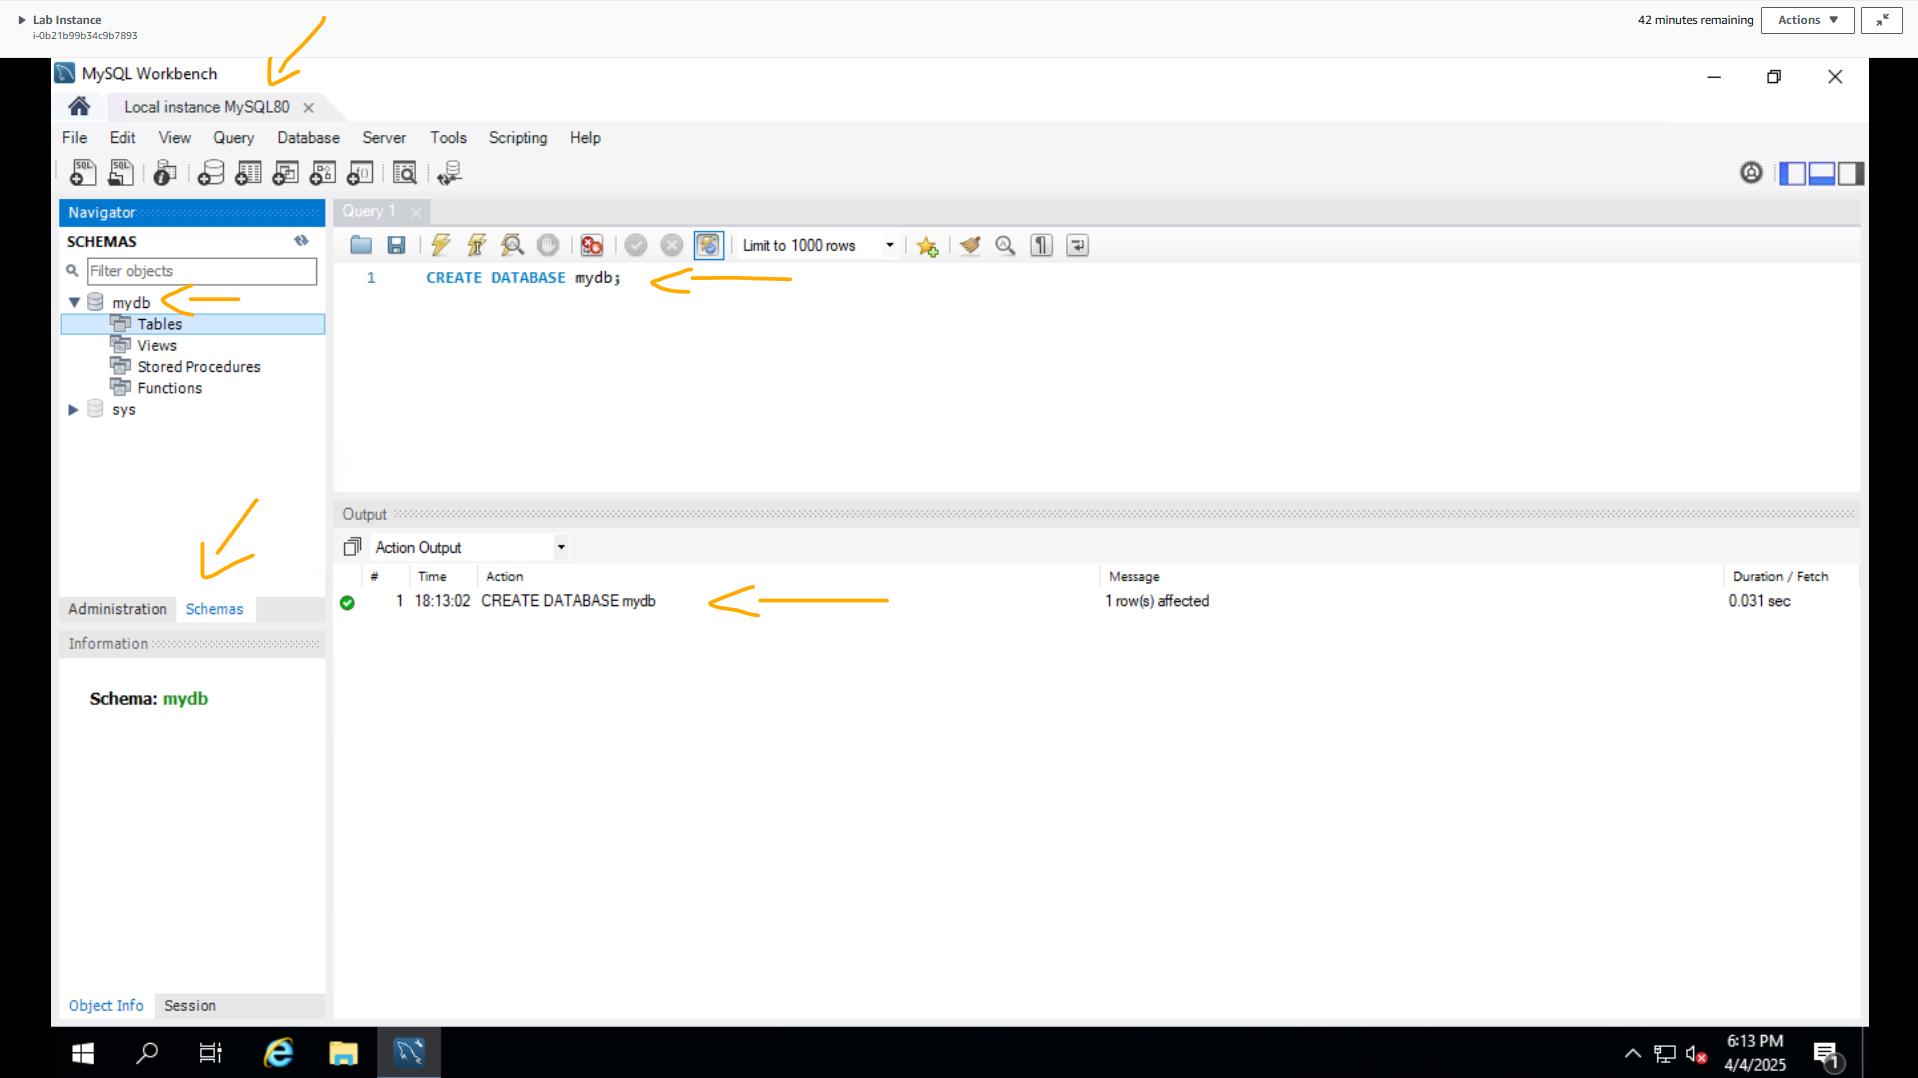 Lab Instance
i-0b21b99b34c9b7893
42 minutes remaining
Actions
MySQL Workbench
Local instance MySQL80
File Edit View Query Database Server Tools Scripting Help
Navigator
SCHEMAS
Filter objects
mydb
Tables
Views
Stored Procedures
Functions
sys
Administration Schemas
Information
Schema: mydb
Object Info Session
Query 1
Limit to 1000 rows
1 CREATE DATABASE mydb;
Output
Action Output
# Time Action Message Duration / Fetch
1 18:13:02 CREATE DATABASE mydb 1 row(s) affected 0.031 sec
6:13 PM
4/4/2025
1